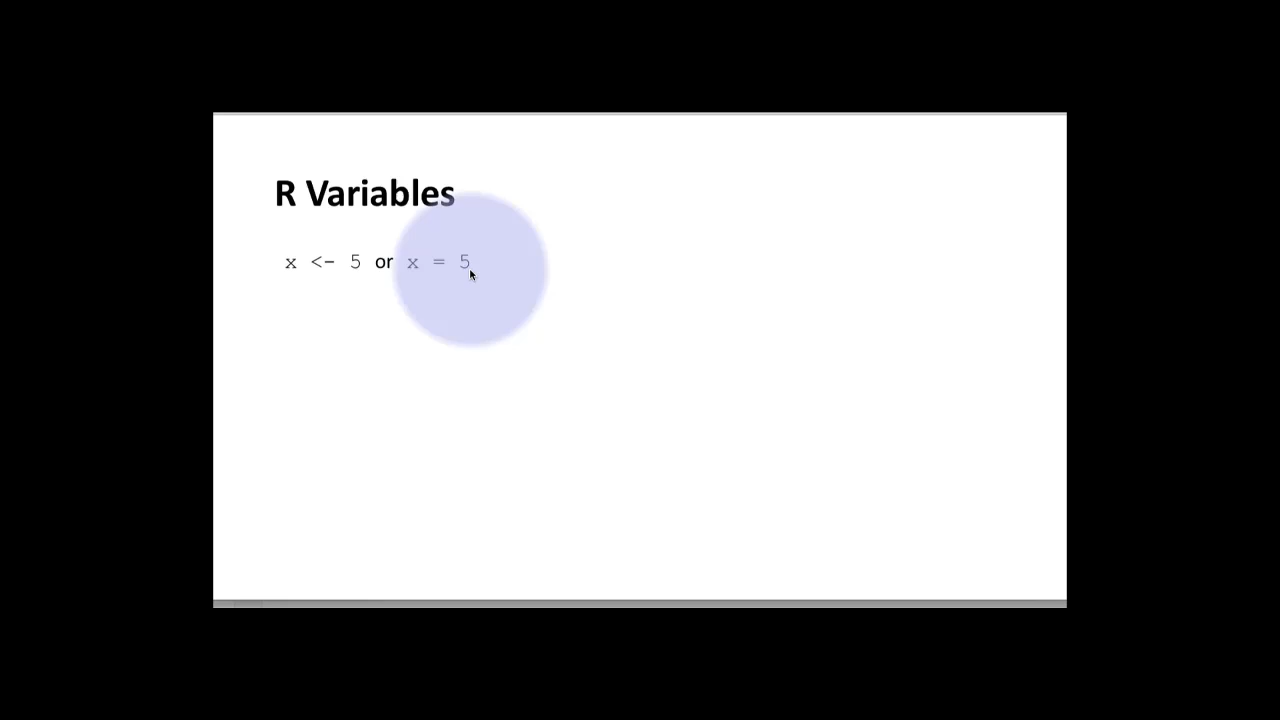 R Variables
x <- 5 or x = 5